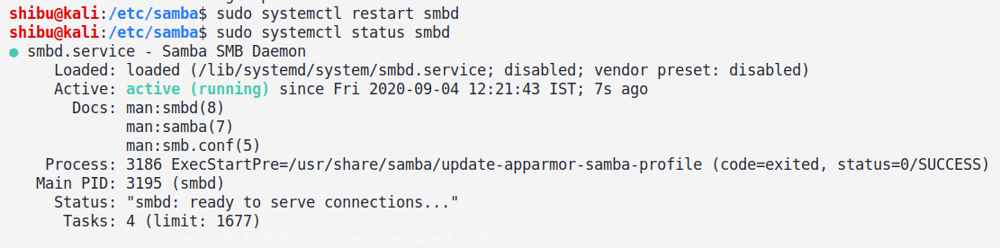 shibu@kali:/etc/samba$ sudo systemctl restart smbd
shibu@kali:/etc/samba$ sudo systemctl status smbd
● smbd.service - Samba SMB Daemon
Loaded: loaded (/lib/systemd/system/smbd.service; disabled; vendor preset: disabled)
Active: active (running) since Fri 2020-09-04 12:21:43 IST; 7s ago
Docs: man:smbd(8)
man:samba(7)
man:smb.conf(5)
Process: 3186 ExecStartPre=/usr/share/samba/update-apparmor-samba-profile (code=exited, status=0/SUCCESS)
Main PID: 3195 (smbd)
Status: "smbd: ready to serve connections..."
Tasks: 4 (limit: 1677)